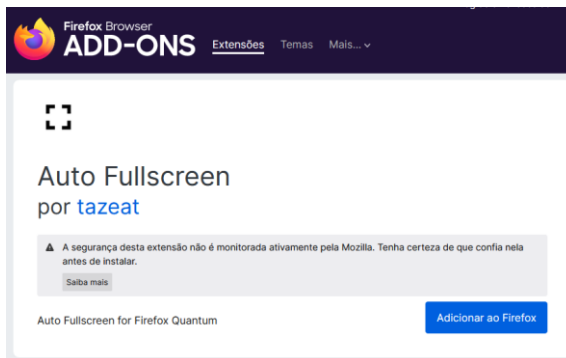 Firefox Browser
ADD-ONS
Extensões Temas Mais...
Auto Fullscreen
por tazeat
A segurança desta extensão não é monitorada ativamente pela Mozilla. Tenha certeza de que confia nela
antes de instalar.
Saiba mais
Auto Fullscreen for Firefox Quantum
Adicionar ao Firefox